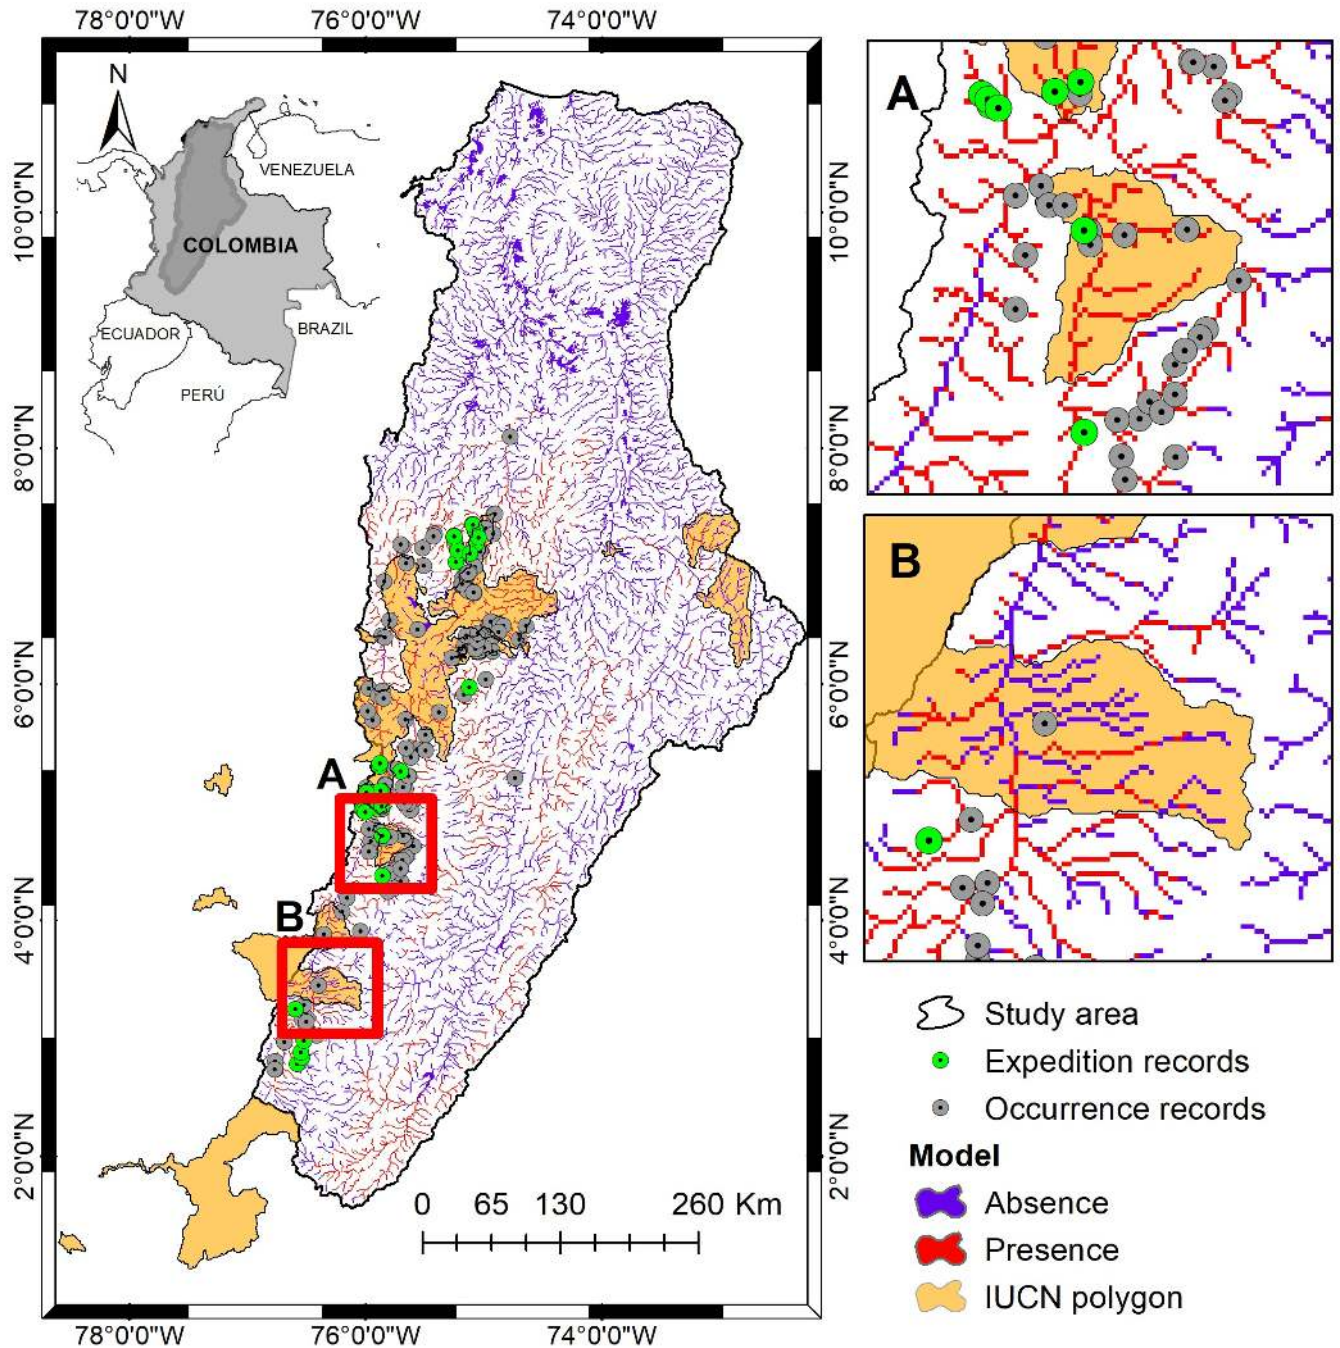 78°0'0"W 76°0'0"W 74°0'0"W
N
VENEZUELA
COLOMBIA
ECUADOR
BRAZIL
PERÚ
10°0'0"N
8°0'0"N
6°0'0"N
4°0'0"N
2°0'0"N
A
B
0 65 130 260 Km
78°0'0"W 76°0'0"W 74°0'0"W
10°0'0"N
8°0'0"N
6°0'0"N
4°0'0"N
2°0'0"N
A
B
Study area
Expedition records
Occurrence records
Model
Absence
Presence
IUCN polygon